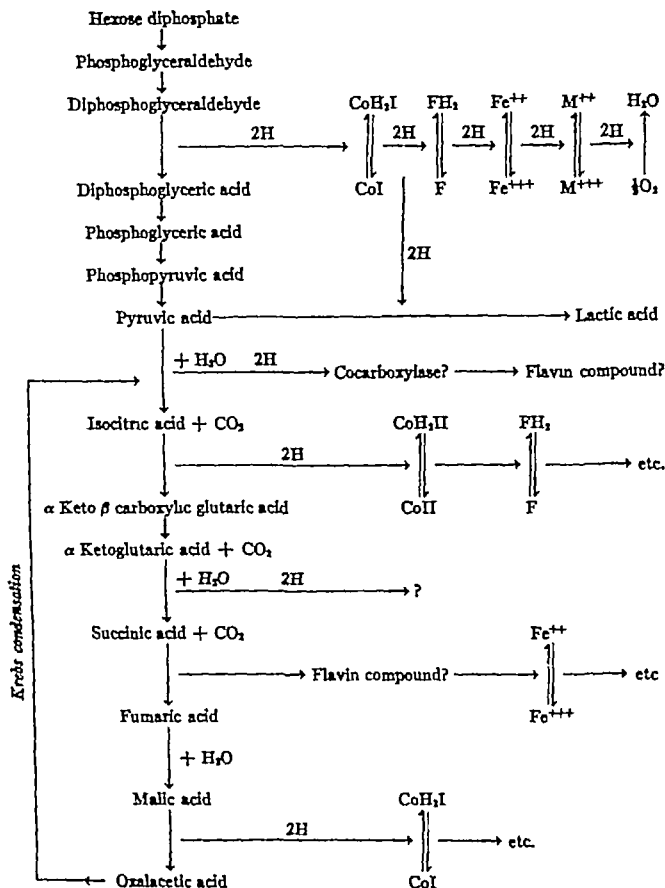 Hexose diphosphate
Phosphoglyceraldehyde
Diphosphoglyceraldehyde CoH₂I FH₂ Fe⁺⁺ M⁺⁺ H₂O
2H 2H 2H 2H 2H
Diphosphoglyceric acid CoI F Fe⁺⁺⁺ M⁺⁺⁺ ½O₂
Phosphoglyceric acid
2H
Phosphopyruvic acid
Pyruvic acid Lactic acid
+ H₂O 2H Cocarboxylase? Flavin compound?
Isocitric acid + CO₂ CoH₂II FH₂
2H etc.
α Keto β carboxylic glutaric acid CoII F
α Ketoglutaric acid + CO₂
+ H₂O 2H ?
Succinic acid + CO₂ Fe⁺⁺
Flavin compound? etc
Fumaric acid Fe⁺⁺⁺
+ H₂O
Malic acid CoH₂I
2H etc.
Oxalacetic acid CoI
Krebs condensation